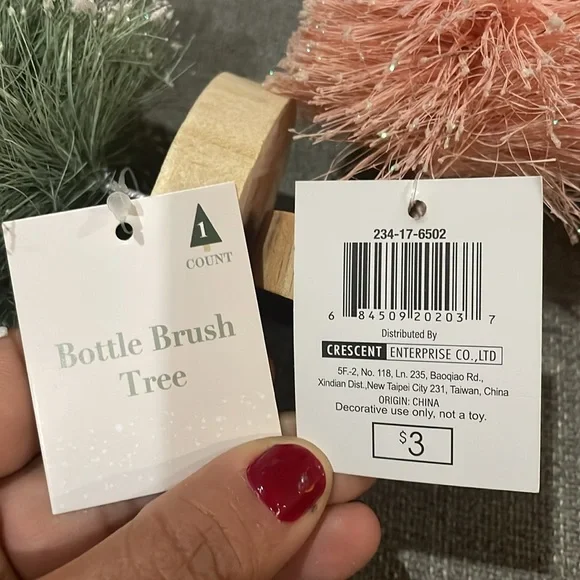 1
COUNT
Bottle Brush
Tree
234-17-6502
6 84509 20203 7
Distributed By
CRESCENT ENTERPRISE CO.,LTD
5F.-2, No. 118, Ln. 235, Baoqiao Rd.,
Xindian Dist.,New Taipei City 231, Taiwan, China
ORIGIN: CHINA
Decorative use only, not a toy.
$3